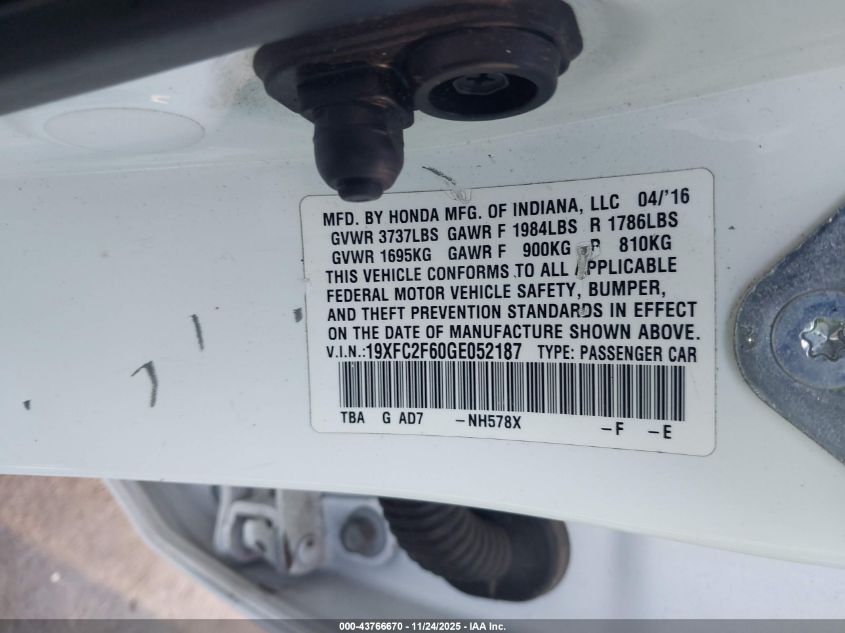 MFD. BY HONDA MFG. OF INDIANA, LLC 04/'16
GVWR 3737LBS GAWR F 1984LBS R 1786LBS
GVWR 1695KG GAWR F 900KG R 810KG
THIS VEHICLE CONFORMS TO ALL APPLICABLE
FEDERAL MOTOR VEHICLE SAFETY, BUMPER,
AND THEFT PREVENTION STANDARDS IN EFFECT
ON THE DATE OF MANUFACTURE SHOWN ABOVE.
V.I.N.:19XFC2F60GE052187 TYPE: PASSENGER CAR
TBA G AD7 -NH578X -F -E
000-43766670 - 11/24/2025 - IAA Inc.